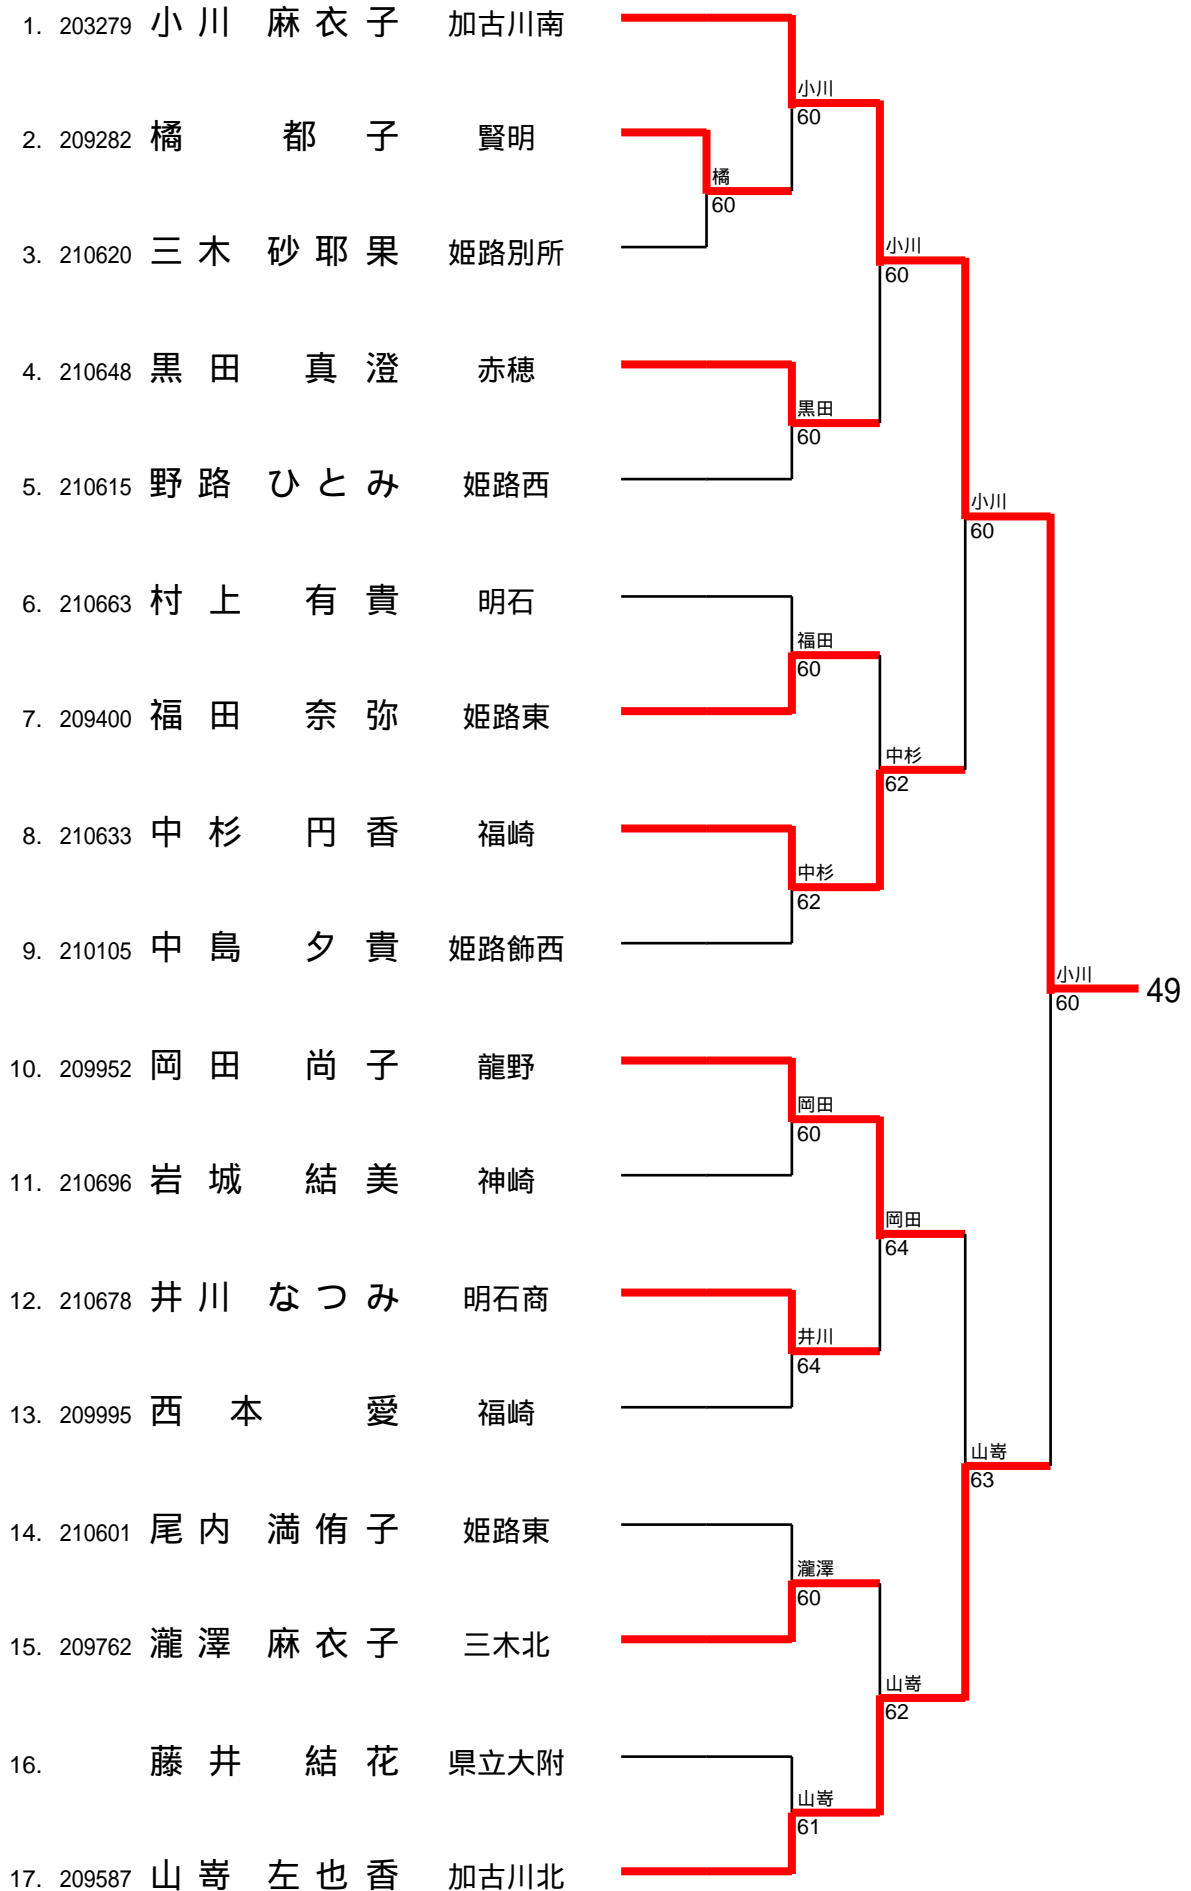 1. 203279 小川 麻衣子 加古川南
小川
60
2. 209282 橘 都子 賢明
橘
60
3. 210620 三木 砂耶果 姫路別所
小川
60
4. 210648 黒田 真澄 赤穂
黒田
60
5. 210615 野路 ひとみ 姫路西
小川
60
6. 210663 村上 有貴 明石
福田
60
7. 209400 福田 奈弥 姫路東
中杉
62
8. 210633 中杉 円香 福崎
中杉
62
9. 210105 中島 夕貴 姫路飾西
小川
60
49
10. 209952 岡田 尚子 龍野
岡田
60
11. 210696 岩城 結美 神崎
岡田
64
12. 210678 井川 なつみ 明石商
井川
64
13. 209995 西本 愛 福崎
山嵜
63
14. 210601 尾内 満侑子 姫路東
瀧澤
60
15. 209762 瀧澤 麻衣子 三木北
山嵜
62
16. 藤井 結花 県立大附
山嵜
61
17. 209587 山嵜 左也香 加古川北